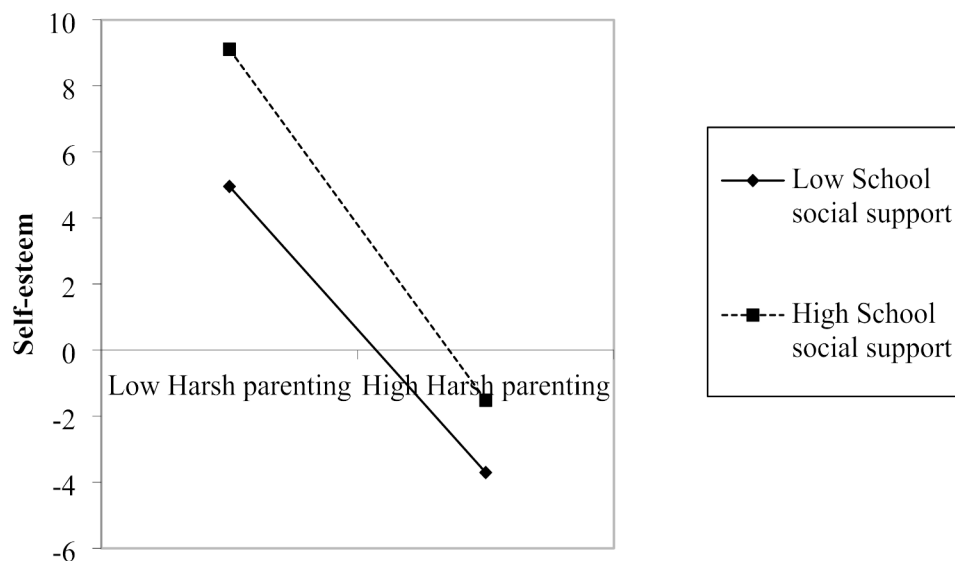 10
8
6
4
2
0
-2
-4
-6
Self-esteem
Low Harsh parenting
High Harsh parenting
Low School
social support
High School
social support